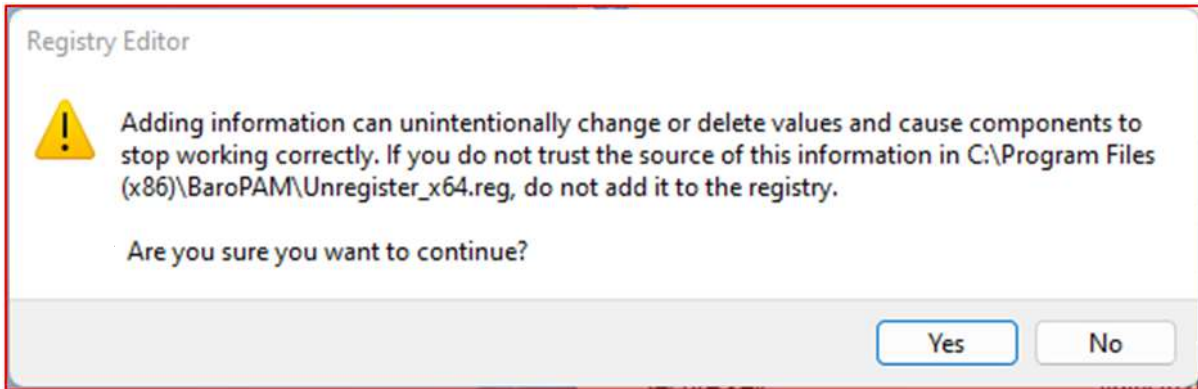 Registry Editor
Adding information can unintentionally change or delete values and cause components to
stop working correctly. If you do not trust the source of this information in C:\Program Files
(x86)\BaroPAM\Unregister_x64.reg, do not add it to the registry.
Are you sure you want to continue?
Yes No